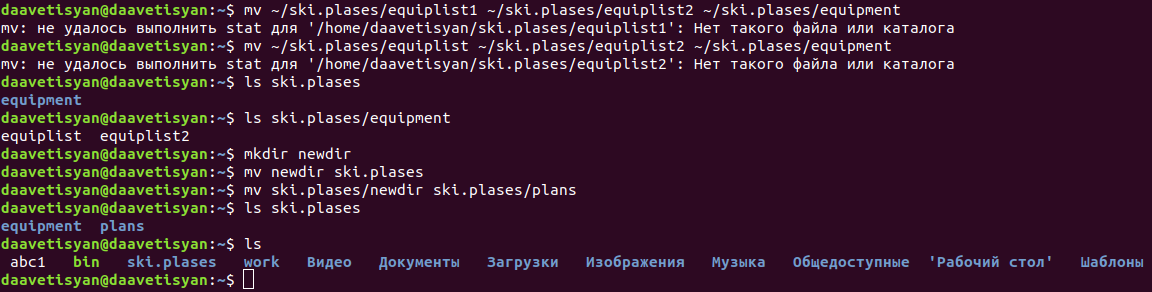 daavetisyan@daavetisyan:~$ mv ~/ski.plases/equiplist1 ~/ski.plases/equiplist2 ~/ski.plases/equipment
mv: не удалось выполнить stat для '/home/daavetisyan/ski.plases/equiplist1': Нет такого файла или каталога
daavetisyan@daavetisyan:~$ mv ~/ski.plases/equiplist ~/ski.plases/equiplist2 ~/ski.plases/equipment
mv: не удалось выполнить stat для '/home/daavetisyan/ski.plases/equiplist2': Нет такого файла или каталога
daavetisyan@daavetisyan:~$ ls ski.plases
equipment
daavetisyan@daavetisyan:~$ ls ski.plases/equipment
equiplist  equiplist2
daavetisyan@daavetisyan:~$ mkdir newdir
daavetisyan@daavetisyan:~$ mv newdir ski.plases
daavetisyan@daavetisyan:~$ mv ski.plases/newdir ski.plases/plans
daavetisyan@daavetisyan:~$ ls ski.plases
equipment  plans
daavetisyan@daavetisyan:~$ ls
abc1   bin   ski.plases   work   Видео   Документы   Загрузки   Изображения   Музыка   Общедоступные  'Рабочий стол'   Шаблоны
daavetisyan@daavetisyan:~$